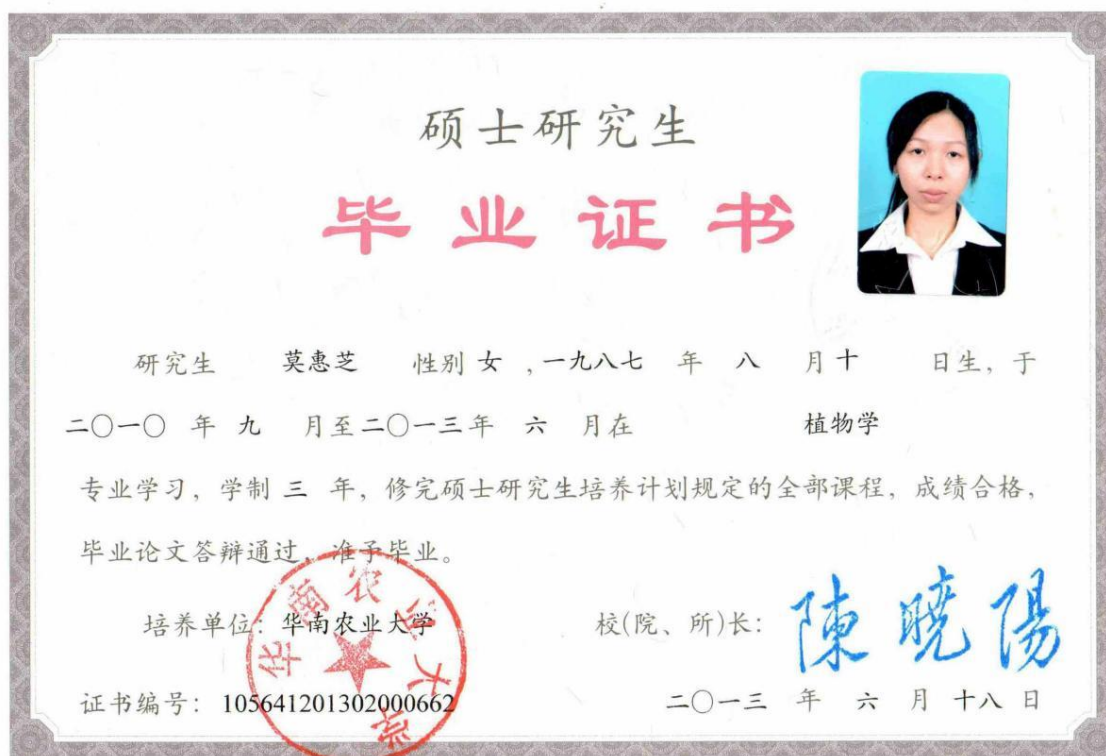 硕士研究生
毕业证书
研究生 莫惠芝 性别 女 ，一九八七 年 八 月 十 日生，于
二〇一〇 年 九 月至 二〇一三 年 六 月在 植物学
专业学习，学制 三 年，修完硕士研究生培养计划规定的全部课程，成绩合格，
毕业论文答辩通过，准予毕业。
培养单位：华南农业大学 校(院、所)长：陳曉陽
华南农业大学
证书编号：105641201302000662 二〇一三 年 六 月 十八 日